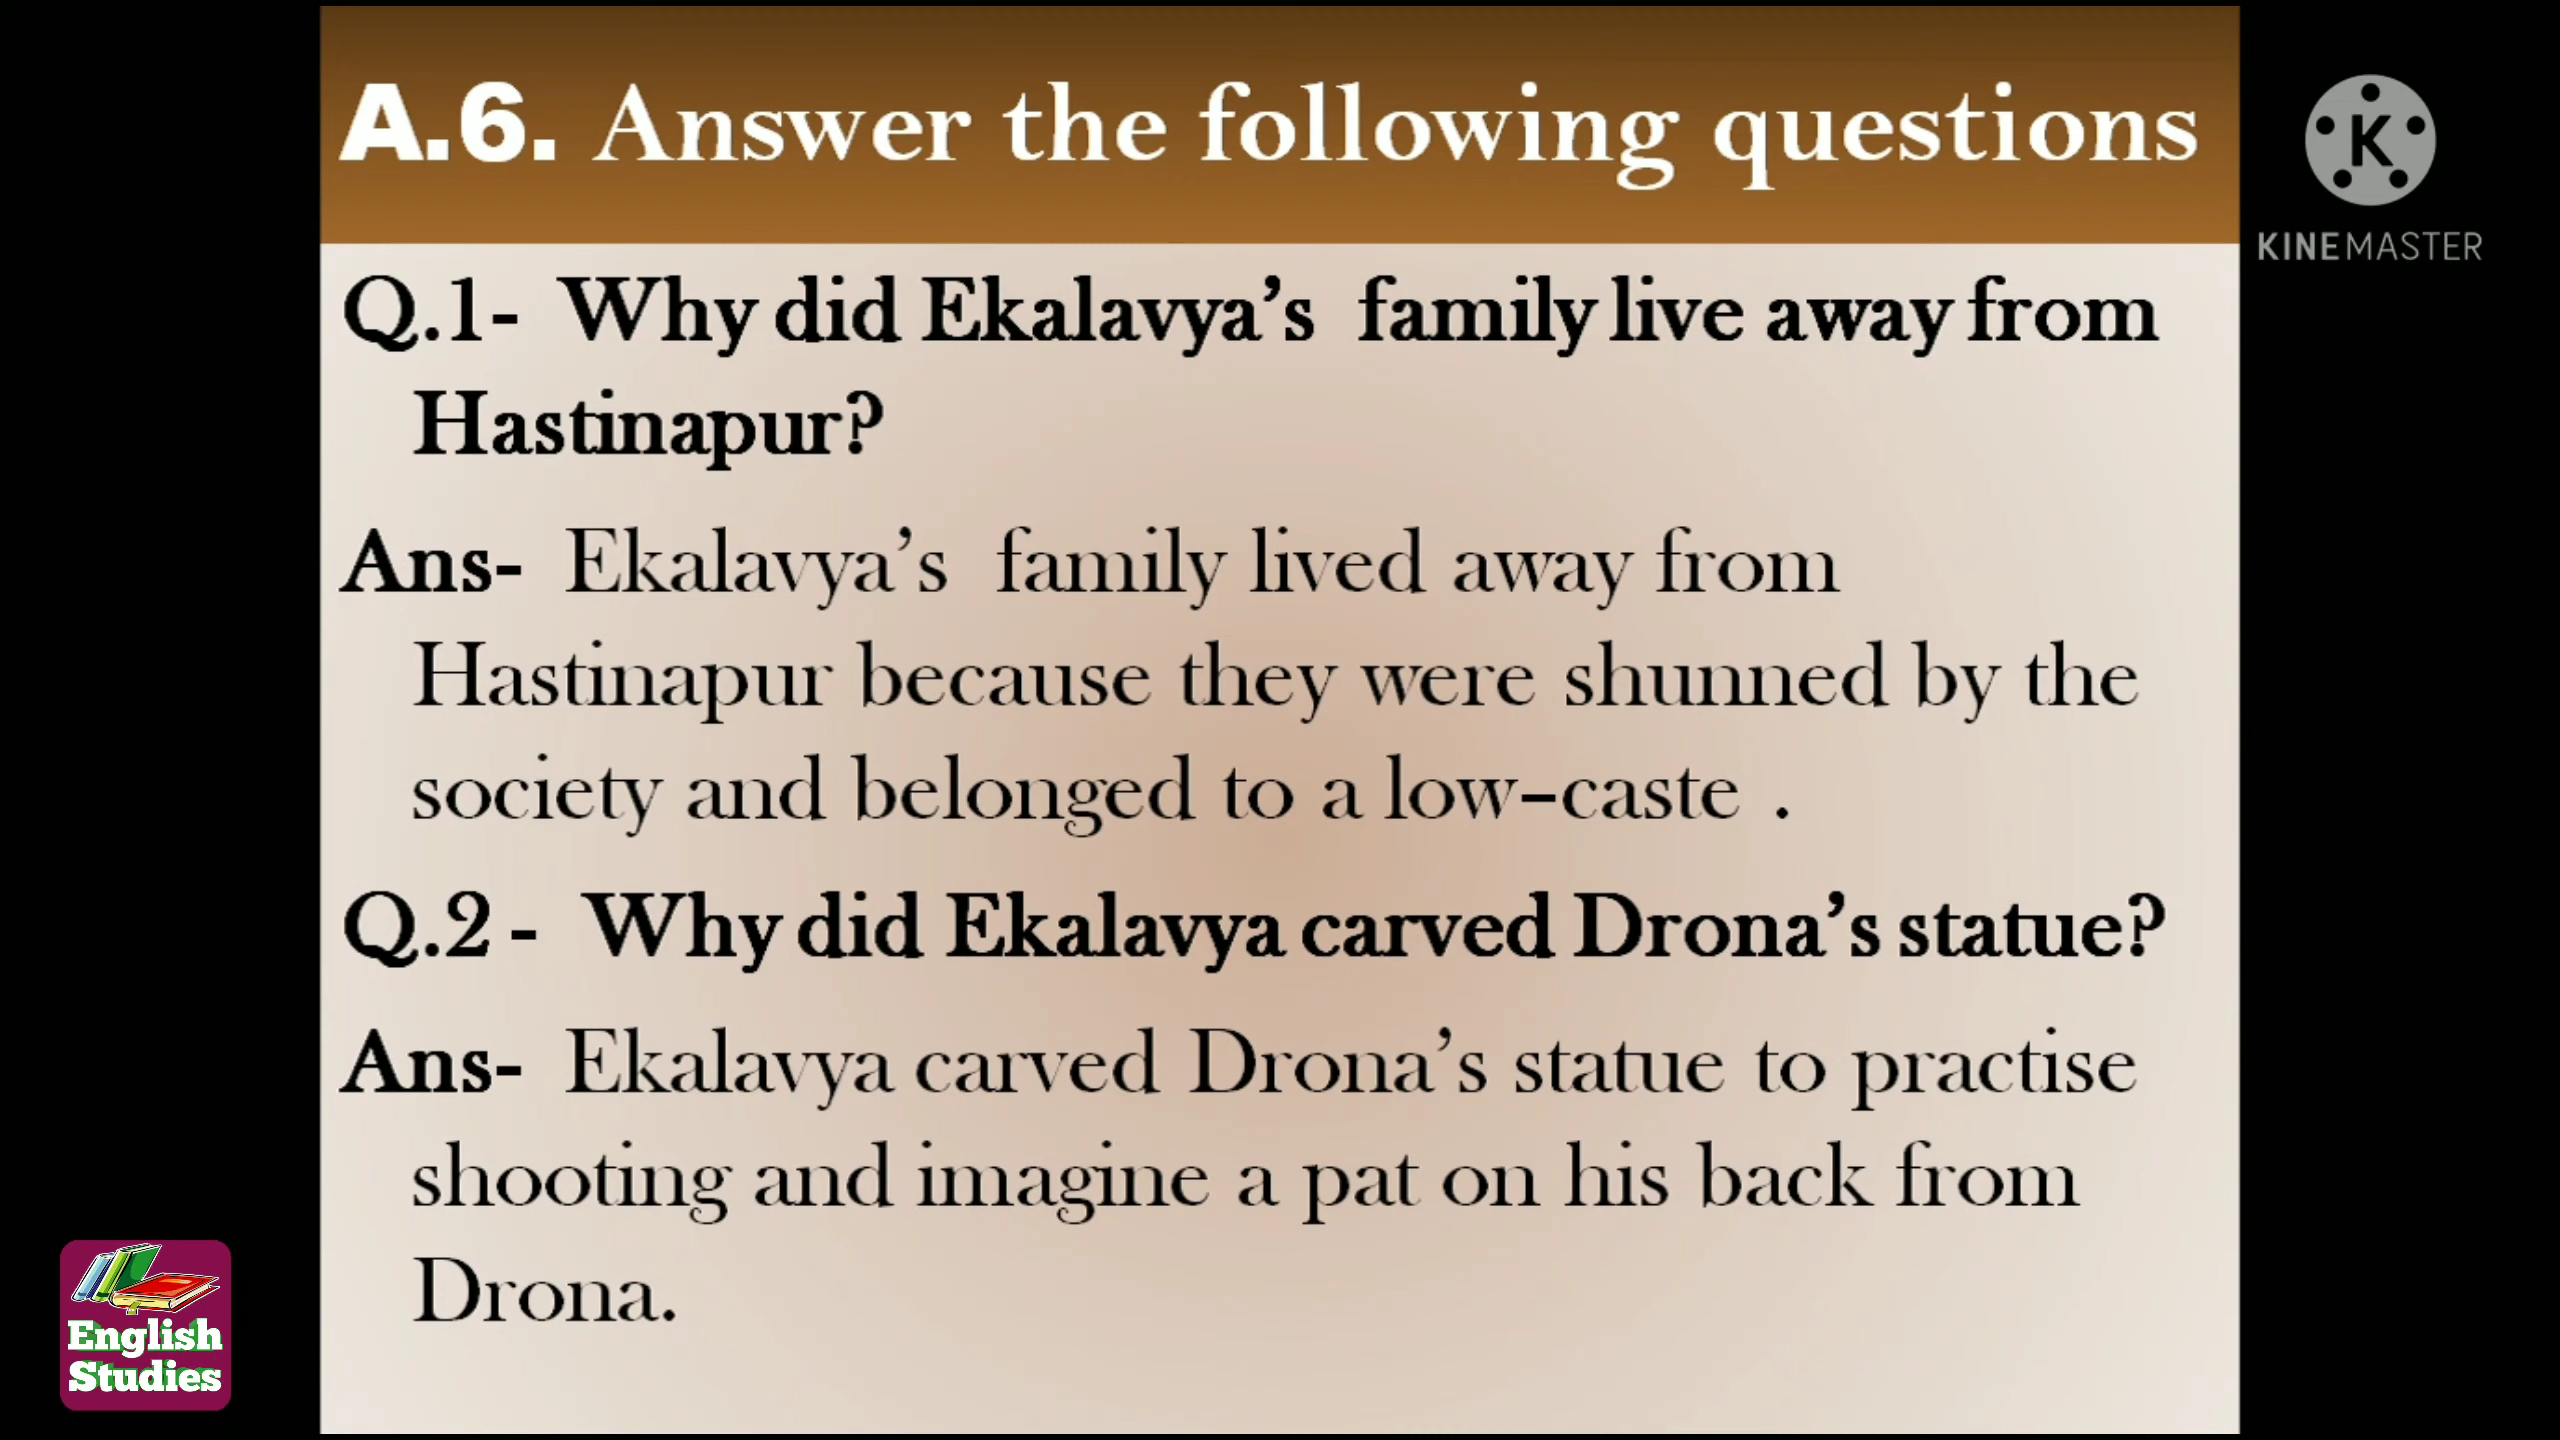 A.6. Answer the following questions
K
KINEMASTER
Q.1- Why did Ekalavya’s family live away from
Hastinapur?
Ans- Ekalavya’s family lived away from
Hastinapur because they were shunned by the
society and belonged to a low-caste .
Q.2 - Why did Ekalavya carved Drona’s statue?
Ans- Ekalavya carved Drona’s statue to practise
shooting and imagine a pat on his back from
Drona.
English
Studies